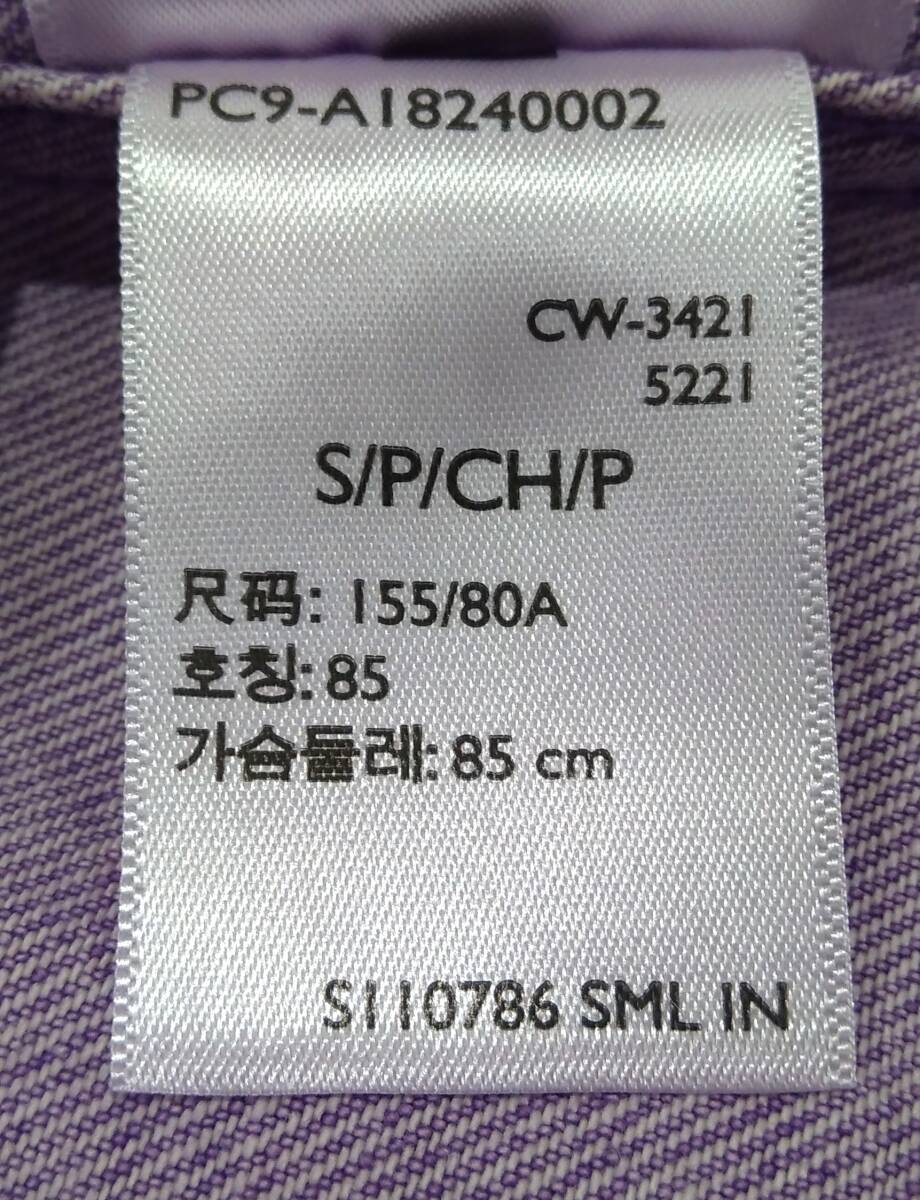 PC9-A18240002
CW-3421
5221
S/P/CH/P
尺码: 155/80A
호칭: 85
가슴둘레: 85 cm
S110786 SML IN